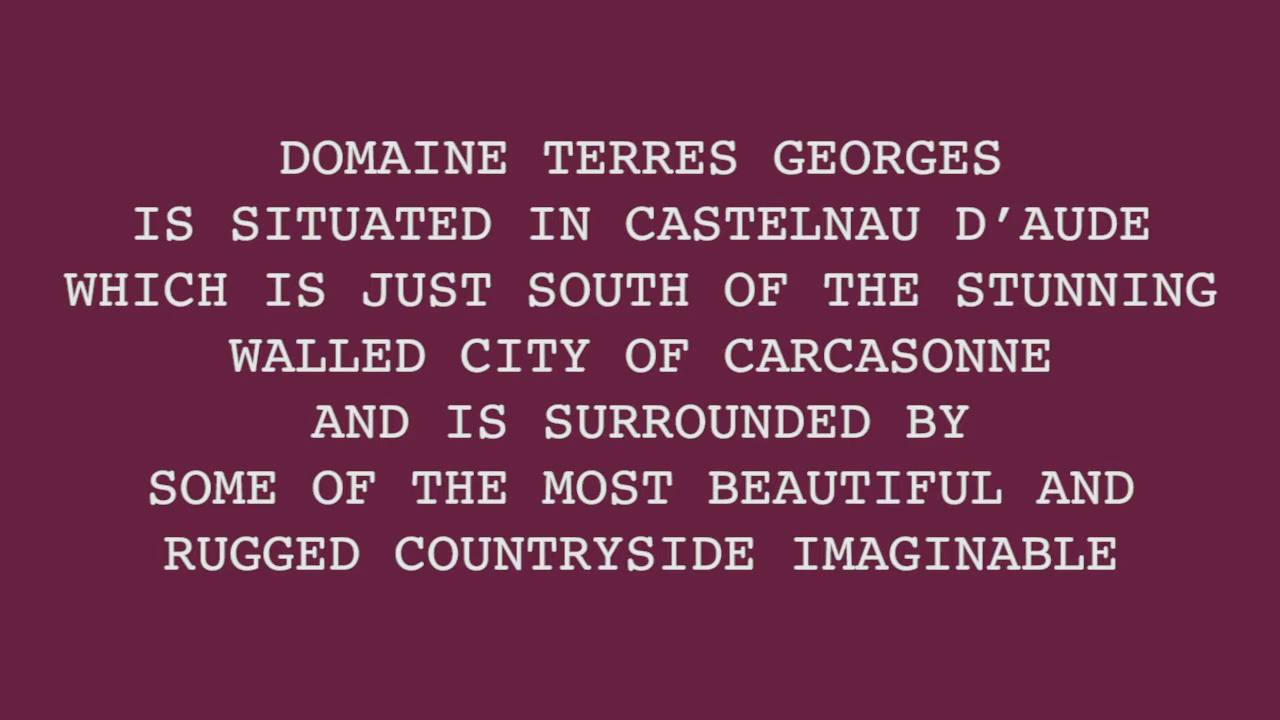 DOMAINE TERRES GEORGES
IS SITUATED IN CASTELNAU D’AUDE
WHICH IS JUST SOUTH OF THE STUNNING
WALLED CITY OF CARCASONNE
AND IS SURROUNDED BY
SOME OF THE MOST BEAUTIFUL AND
RUGGED COUNTRYSIDE IMAGINABLE